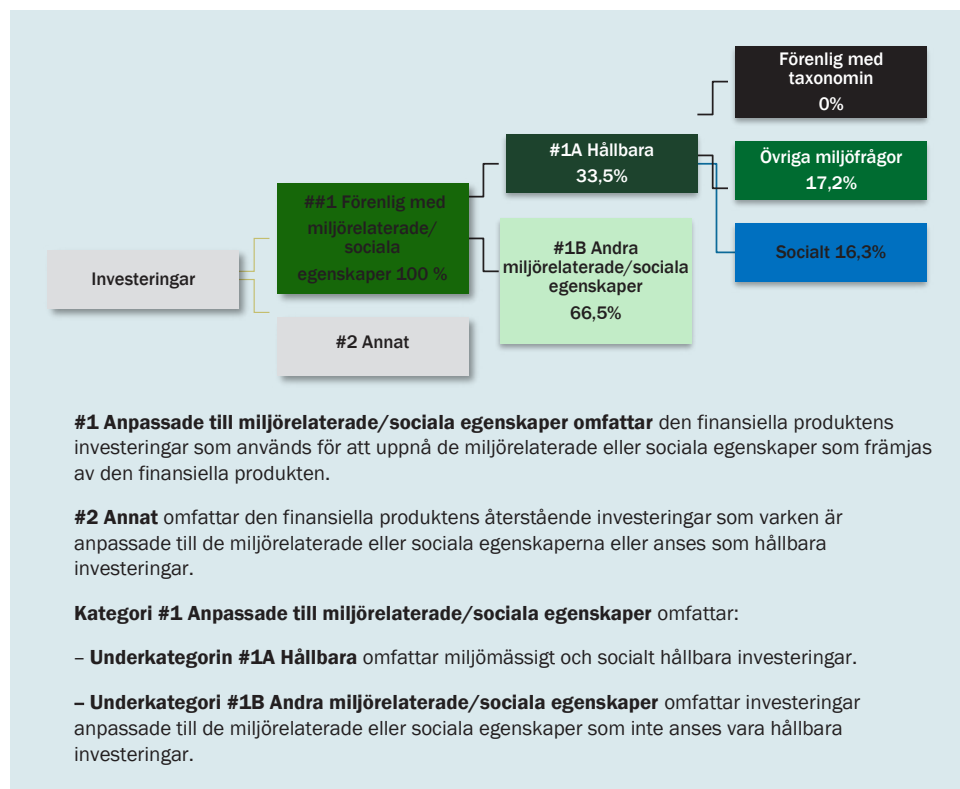 Investeringar
##1 Förenlig med
miljörelaterade/
sociala
egenskaper 100 %
#2 Annat
#1A Hållbara
33,5%
#1B Andra
miljörelaterade/sociala
egenskaper
66,5%
Förenlig med
taxonomin
0%
Övriga miljöfrågor
17,2%
Socialt 16,3%
#1 Anpassade till miljörelaterade/sociala egenskaper omfattar den finansiella produktens
investeringar som används för att uppnå de miljörelaterade eller sociala egenskaper som främjas
av den finansiella produkten.
#2 Annat omfattar den finansiella produktens återstående investeringar som varken är
anpassade till de miljörelaterade eller sociala egenskaperna eller anses som hållbara
investeringar.
Kategori #1 Anpassade till miljörelaterade/sociala egenskaper omfattar:
– Underkategorin #1A Hållbara omfattar miljömässigt och socialt hållbara investeringar.
– Underkategori #1B Andra miljörelaterade/sociala egenskaper omfattar investeringar
anpassade till de miljörelaterade eller sociala egenskaper som inte anses vara hållbara
investeringar.